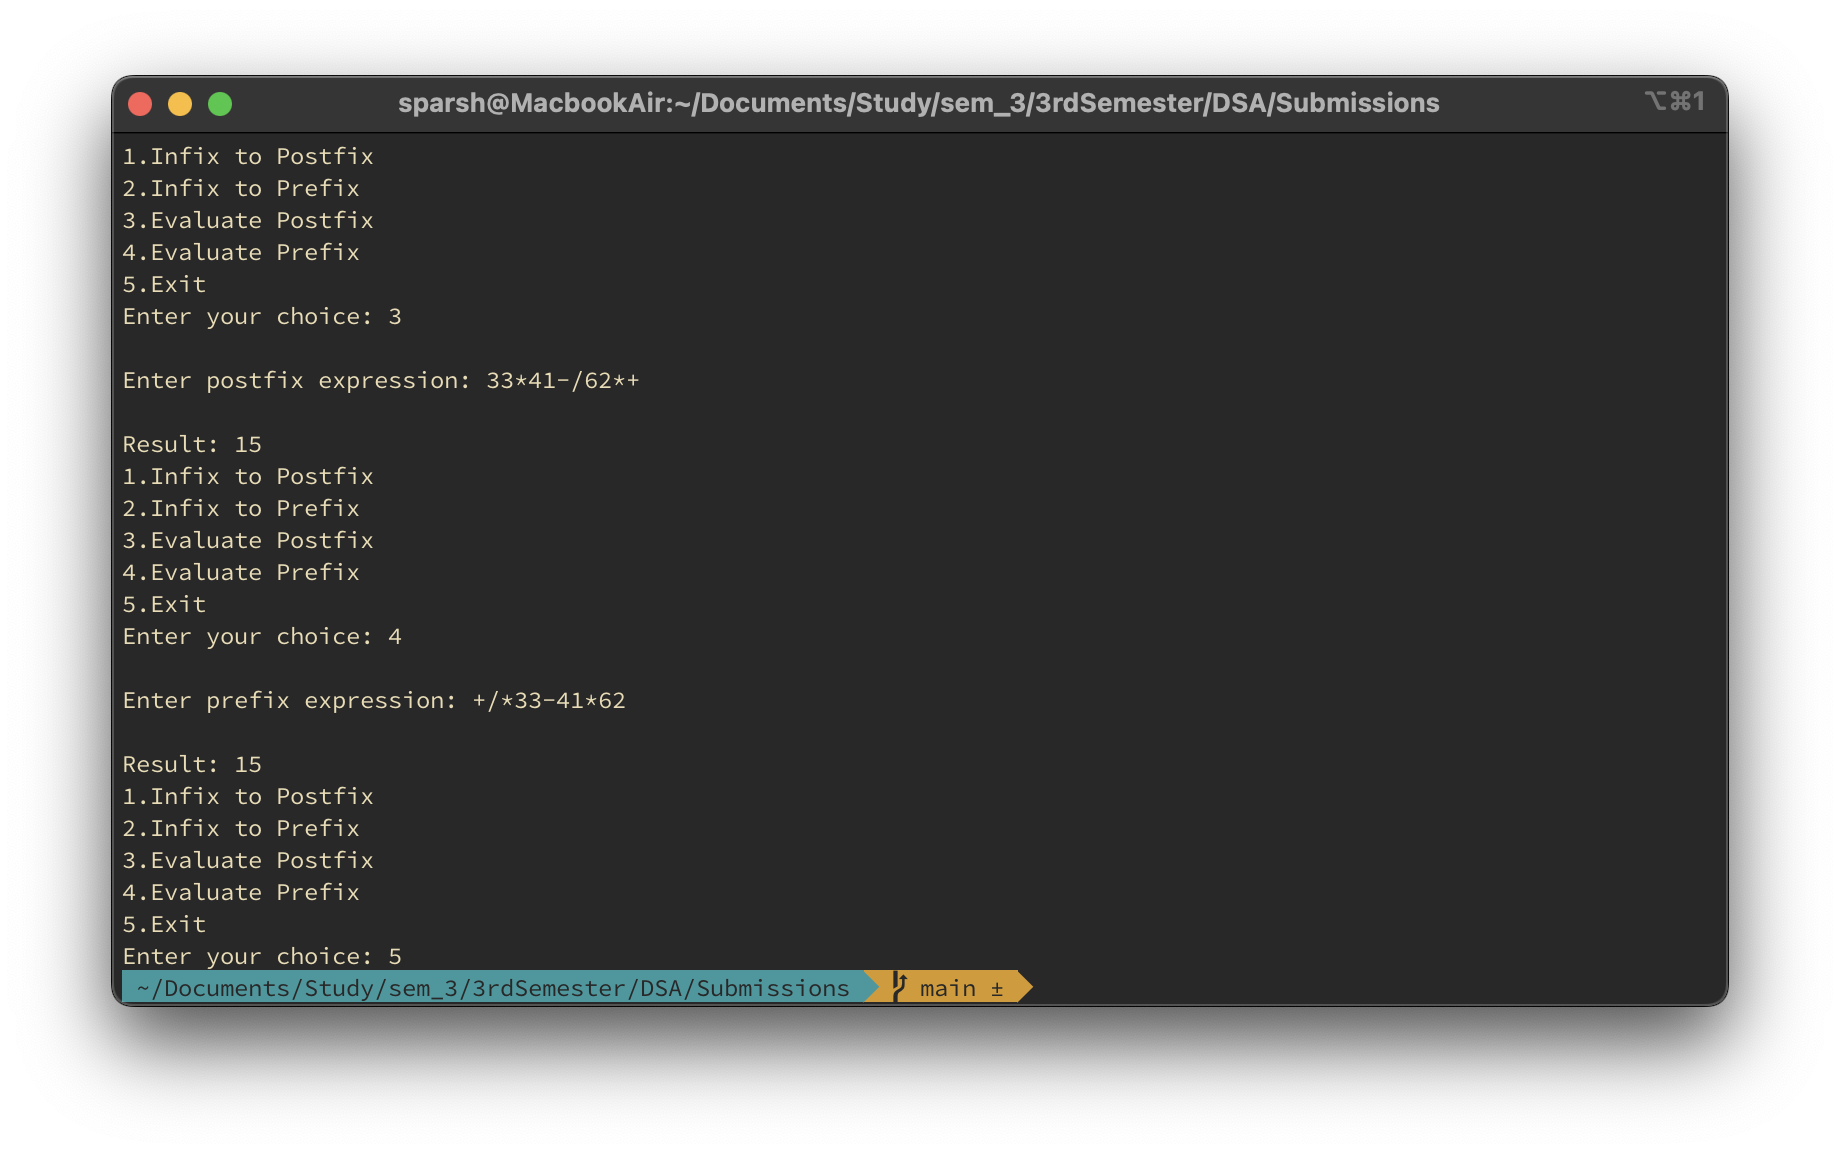 sparsh@MacbookAir:~/Documents/Study/sem_3/3rdSemester/DSA/Submissions ⌥⌘1
1.Infix to Postfix
2.Infix to Prefix
3.Evaluate Postfix
4.Evaluate Prefix
5.Exit
Enter your choice: 3
Enter postfix expression: 33*41-/62*+
Result: 15
1.Infix to Postfix
2.Infix to Prefix
3.Evaluate Postfix
4.Evaluate Prefix
5.Exit
Enter your choice: 4
Enter prefix expression: +/*33-41*62
Result: 15
1.Infix to Postfix
2.Infix to Prefix
3.Evaluate Postfix
4.Evaluate Prefix
5.Exit
Enter your choice: 5
~/Documents/Study/sem_3/3rdSemester/DSA/Submissions main ±